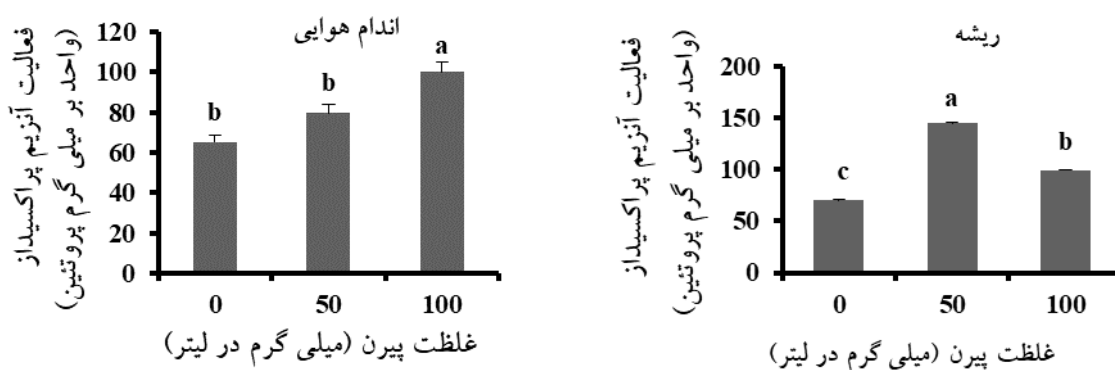 اندام هوایی
فعالیت آنزیم پراکسیداز
(واحد بر میلی گرم پروتئین)
120
100
80
60
40
20
0
b
b
a
0 50 100
غلظت پیرن (میلی گرم در لیتر)
ریشه
فعالیت آنزیم پراکسیداز
(واحد بر میلی گرم پروتئین)
200
150
100
50
0
c
a
b
0 50 100
غلظت پیرن (میلی گرم در لیتر)